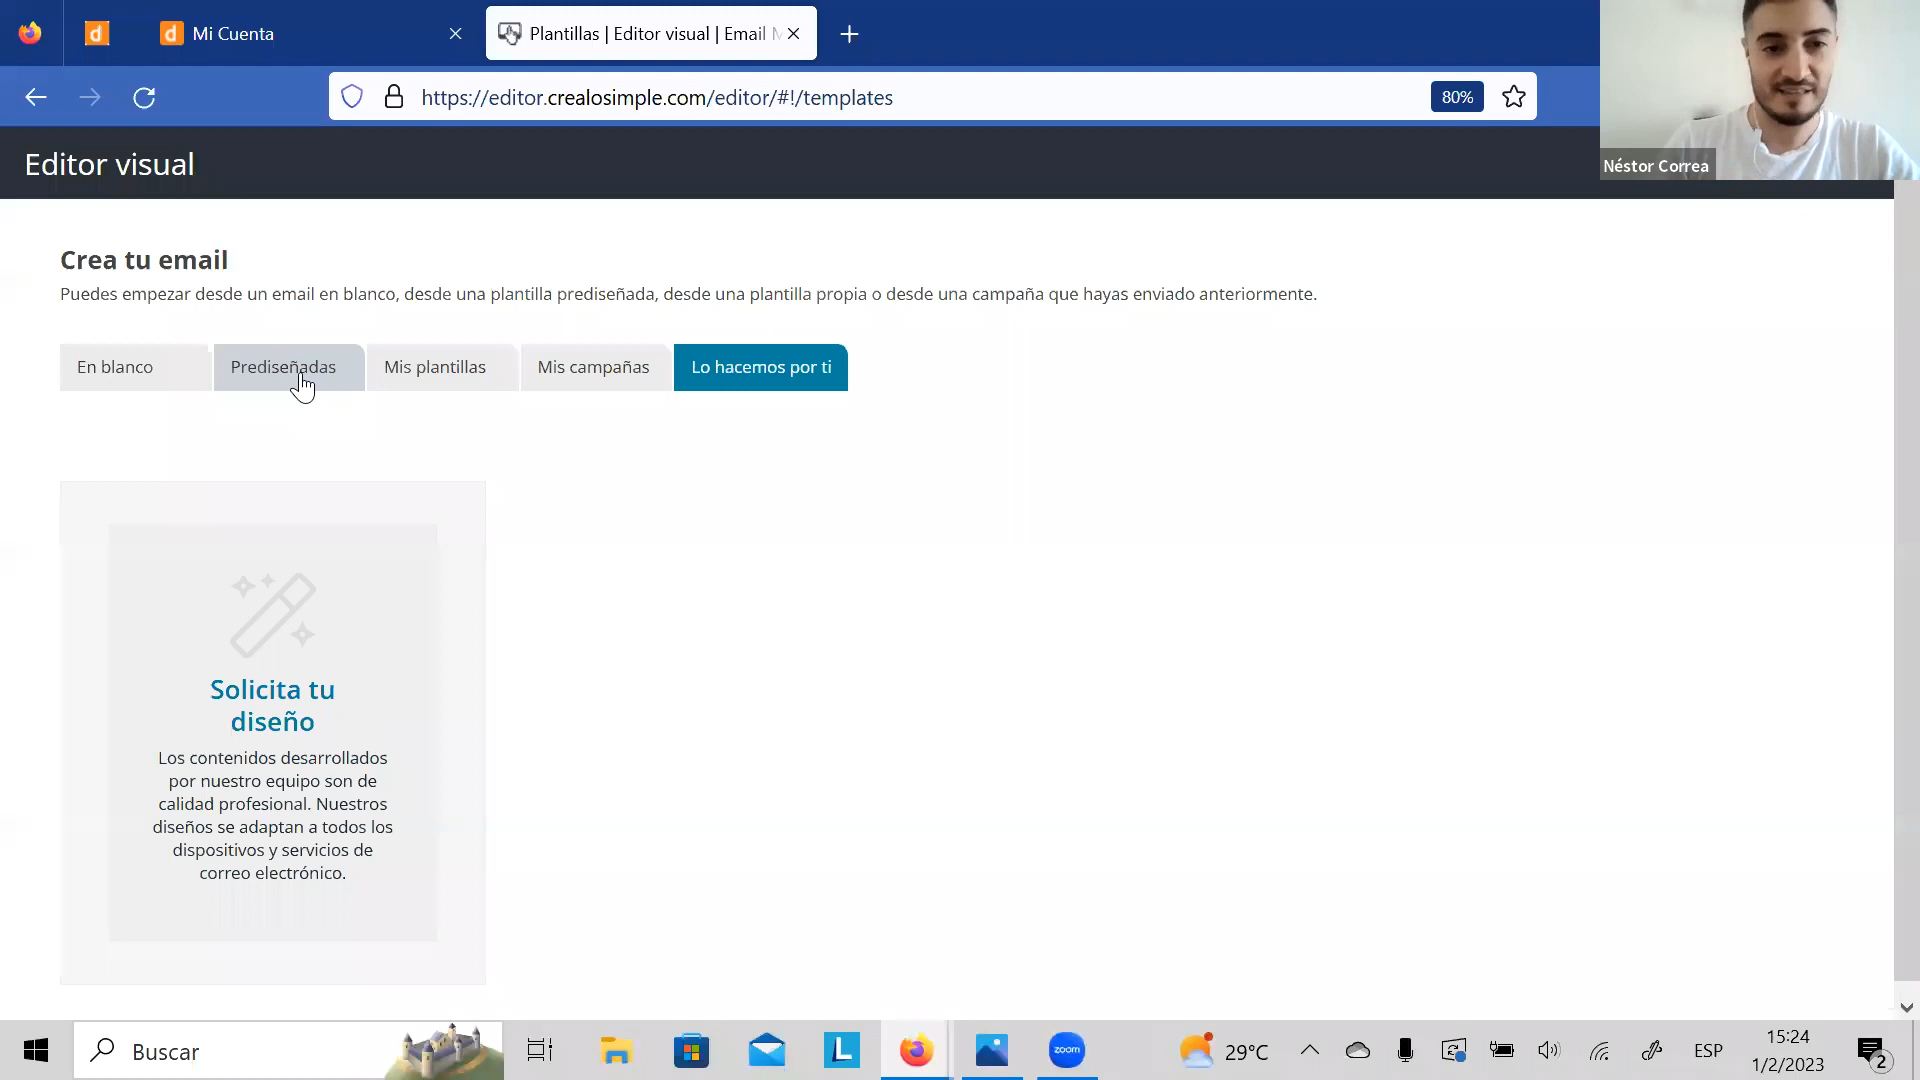 Mi Cuenta
Plantillas | Editor visual | Email
https://editor.crealosimple.com/editor/#!/templates
80%
Editor visual
Néstor Correa
Crea tu email
Puedes empezar desde un email en blanco, desde una plantilla prediseñada, desde una plantilla propia o desde una campaña que hayas enviado anteriormente.
En blanco
Prediseñadas
Mis plantillas
Mis campañas
Lo hacemos por ti
Solicita tu
diseño
Los contenidos desarrollados
por nuestro equipo son de
calidad profesional. Nuestros
diseños se adaptan a todos los
dispositivos y servicios de
correo electrónico.
Buscar
L
zoom
29°C
ESP
15:24
1/2/2023
2